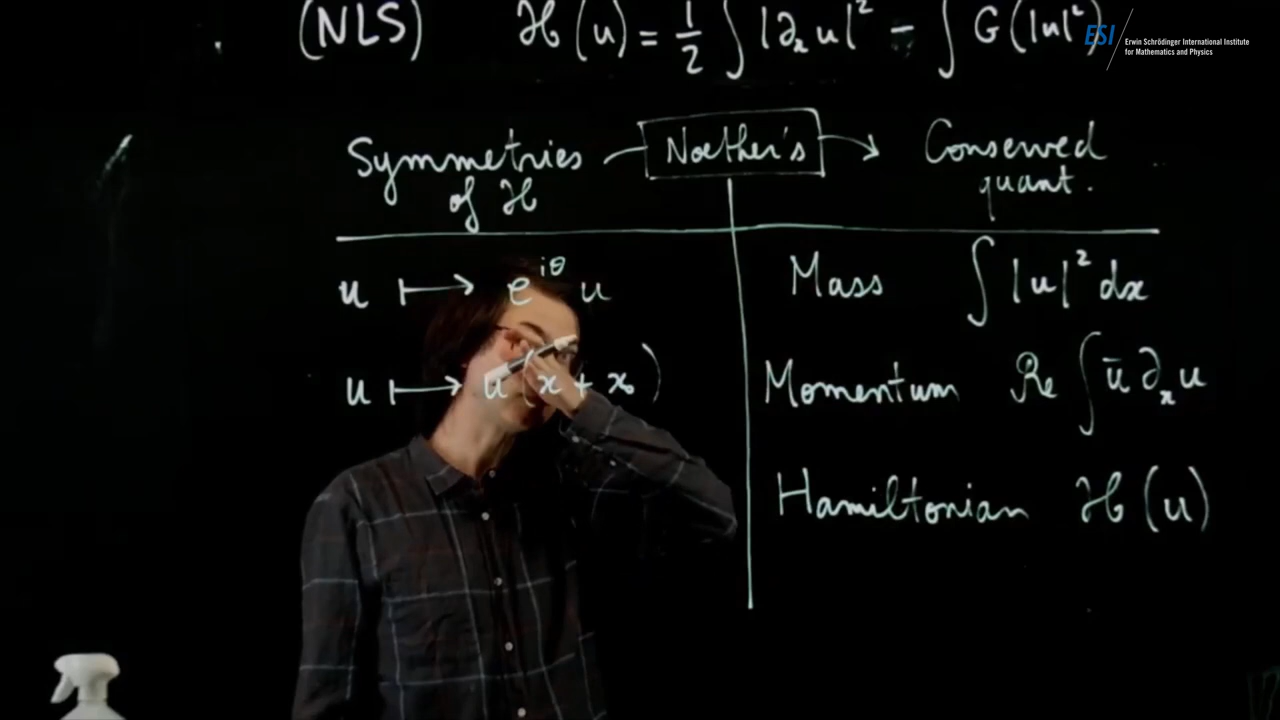 (NLS) ℋ(u) = 1/2 ∫ |∂ₓu|² - ∫ G(|u|²)
ESI Erwin Schrödinger International Institute
for Mathematics and Physics
Symmetries of ℋ
Noether's
Conserved quant.
u ↦ e^{iθ} u
Mass ∫ |u|² dx
u ↦ u(x + x₀)
Momentum Re ∫ ū ∂ₓu
Hamiltonian ℋ(u)